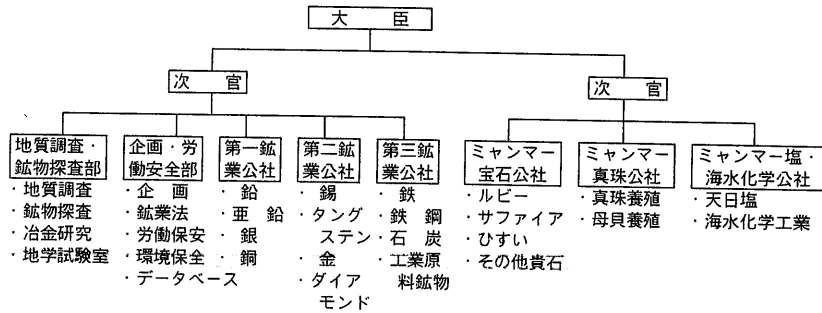 大　　臣
次　官
次　官
地質調査・
鉱物探査部
・地質調査
・鉱物探査
・冶金研究
・地学試験室
企画・労
働安全部
・企　画
・鉱業法
・労働保安
・環境保全
・データベース
第一鉱
業公社
・鉛
・亜　鉛
・銀
・銅
第二鉱
業公社
・錫
・タング
ステン
・金
・ダイア
モンド
第三鉱
業公社
・鉄
・鉄　鋼
・石　炭
・工業原
料鉱物
ミャンマー
宝石公社
・ルビー
・サファイア
・ひすい
・その他貴石
ミャンマー
真珠公社
・真珠養殖
・母貝養殖
ミャンマー塩・
海水化学公社
・天日塩
・海水化学工業